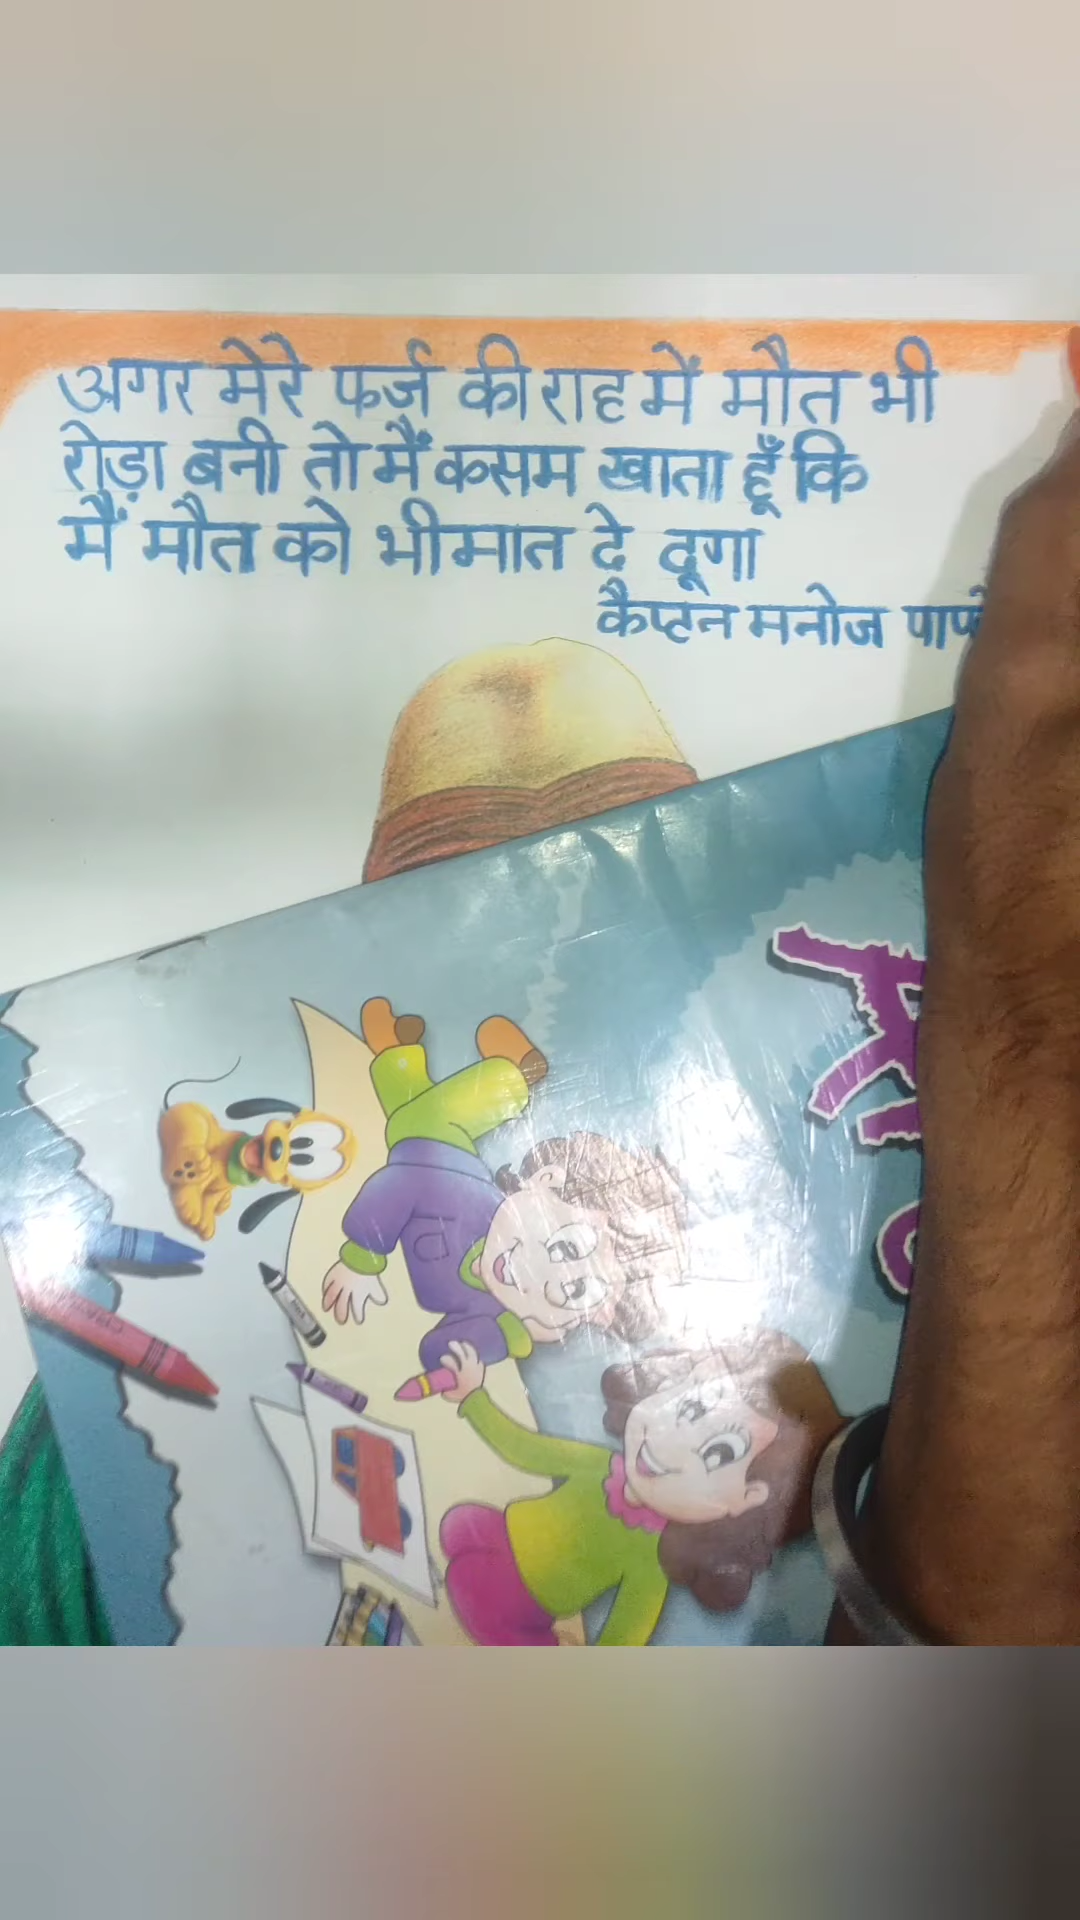 अगर मेरे फर्ज की राह में मौत भी
रोड़ा बनी तो मैं कसम खाता हूँ कि
मैं मौत को भी मात दे दूगा
कैप्टन मनोज